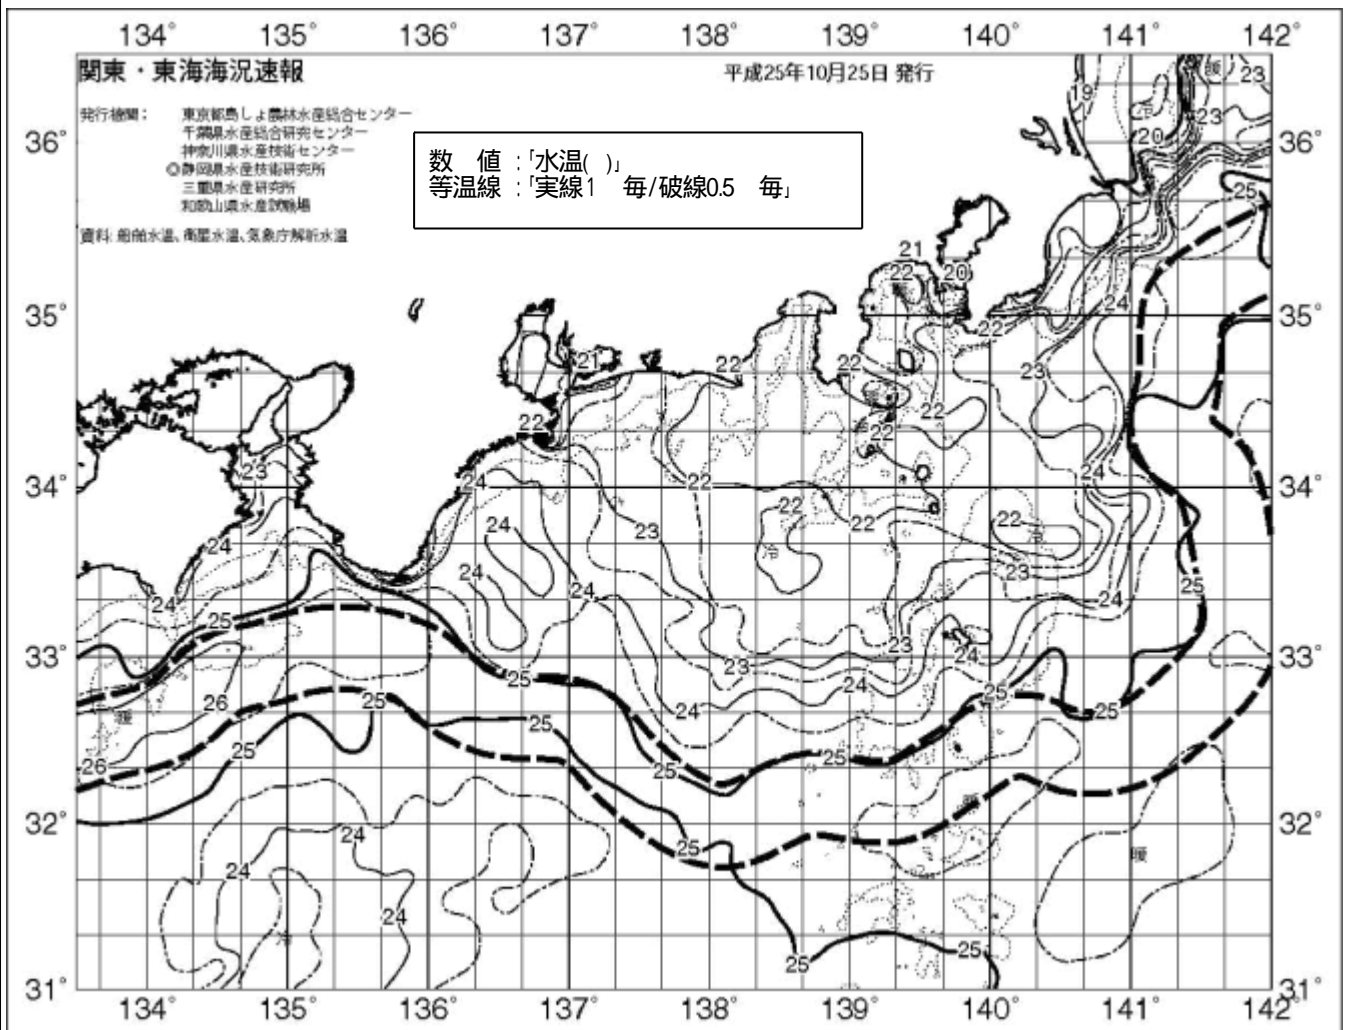 134° 135° 136° 137° 138° 139° 140° 141° 142°
関東・東海海況速報
平成25年10月25日 発行
発行機関: 東京都島しょ農林水産総合センター
千葉県水産総合研究センター
神奈川県水産技術センター
◎静岡県水産技術研究所
三重県水産研究所
和歌山県水産試験場
資料: 船舶水温、衛星水温、気象庁解析水温
数 値 :「水温( )」
等温線 :「実線1 毎/破線0.5 毎」
19 冷 暖 23
23
20
36° 36°
25
21
22 20
24
35° 22 35°
21 22 22
23
22
22 22
23 24 22 24
34° 34°
22 22 22
24 23
24 冷 冷
24 23 25
24 24 24
25
23 24
33° 33°
25 23
24 25
26 25 24 25
暖 25
25 25
26 25
暖
32° 32°
24 25 暖
24
24
冷 25
25
31° 31°
134° 135° 136° 137° 138° 139° 140° 141° 142°